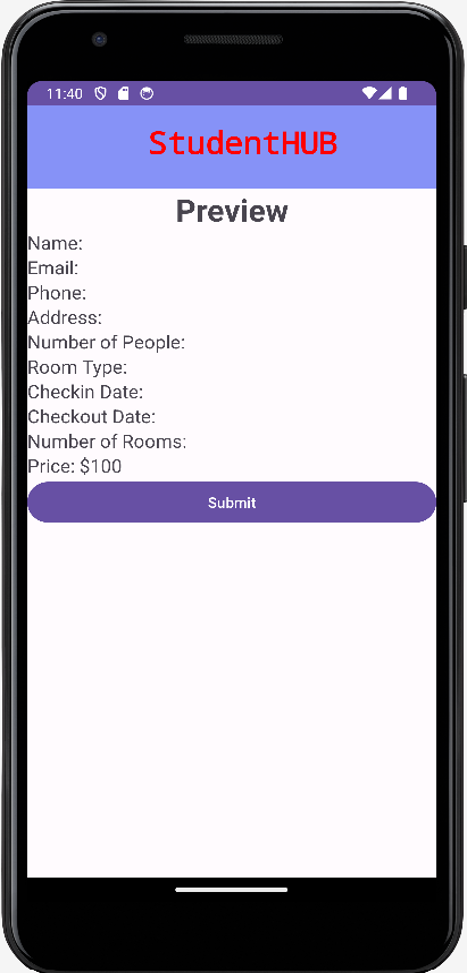 11:40
StudentHUB
Preview
Name:
Email:
Phone:
Address:
Number of People:
Room Type:
Checkin Date:
Checkout Date:
Number of Rooms:
Price: $100
Submit